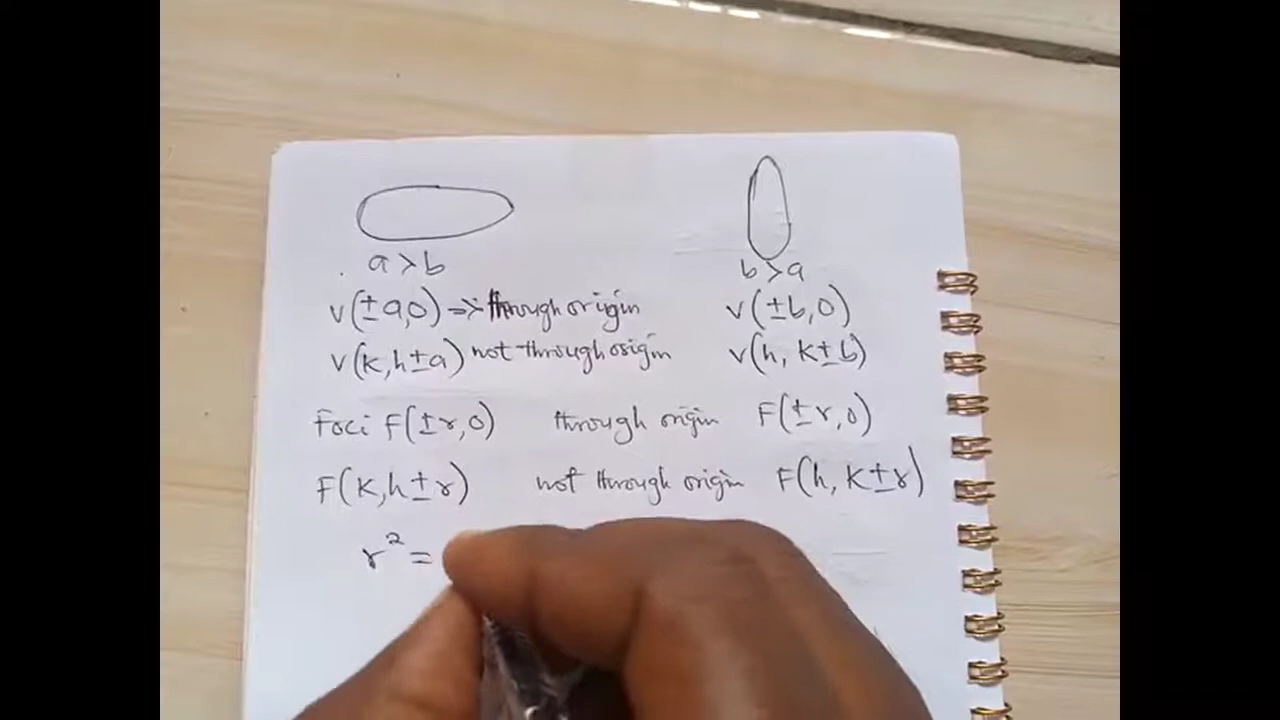 a > b b > a
V(±a,0) => through origin V(±b,0)
V(k,h±a) not through origin V(h, k±b)
Foci F(±r,0) through origin F(±r,0)
F(k,h±r) not through origin F(h, k±r)
r² =